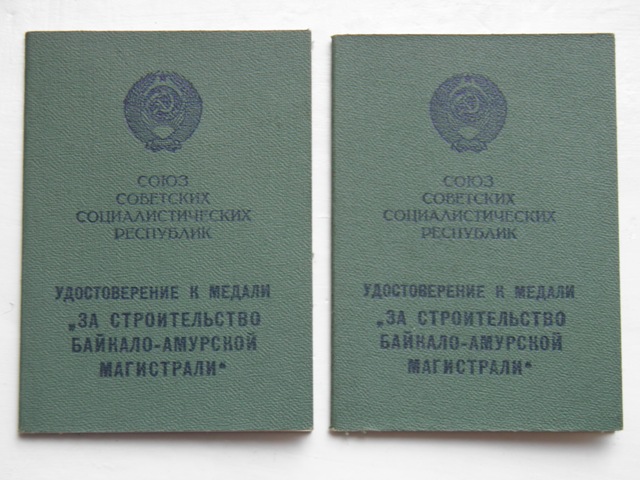 СОЮЗ
СОВЕТСКИХ
СОЦИАЛИСТИЧЕСКИХ
РЕСПУБЛИК
УДОСТОВЕРЕНИЕ К МЕДАЛИ
„ЗА СТРОИТЕЛЬСТВО
БАЙКАЛО-АМУРСКОЙ
МАГИСТРАЛИ“
СОЮЗ
СОВЕТСКИХ
СОЦИАЛИСТИЧЕСКИХ
РЕСПУБЛИК
УДОСТОВЕРЕНИЕ К МЕДАЛИ
„ЗА СТРОИТЕЛЬСТВО
БАЙКАЛО-АМУРСКОЙ
МАГИСТРАЛИ“